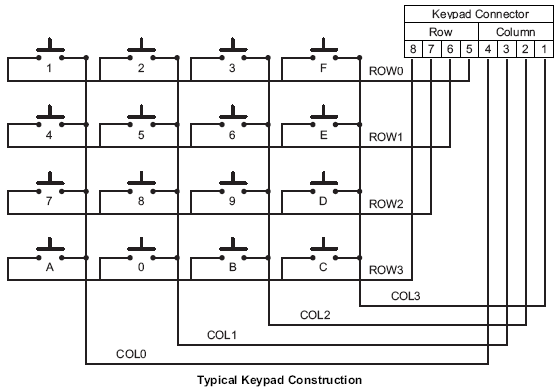 Keypad Connector
Row Column
8 7 6 5 4 3 2 1
1 2 3 F
ROW0
4 5 6 E
ROW1
7 8 9 D
ROW2
A 0 B C
ROW3
COL3
COL2
COL1
COL0
Typical Keypad Construction